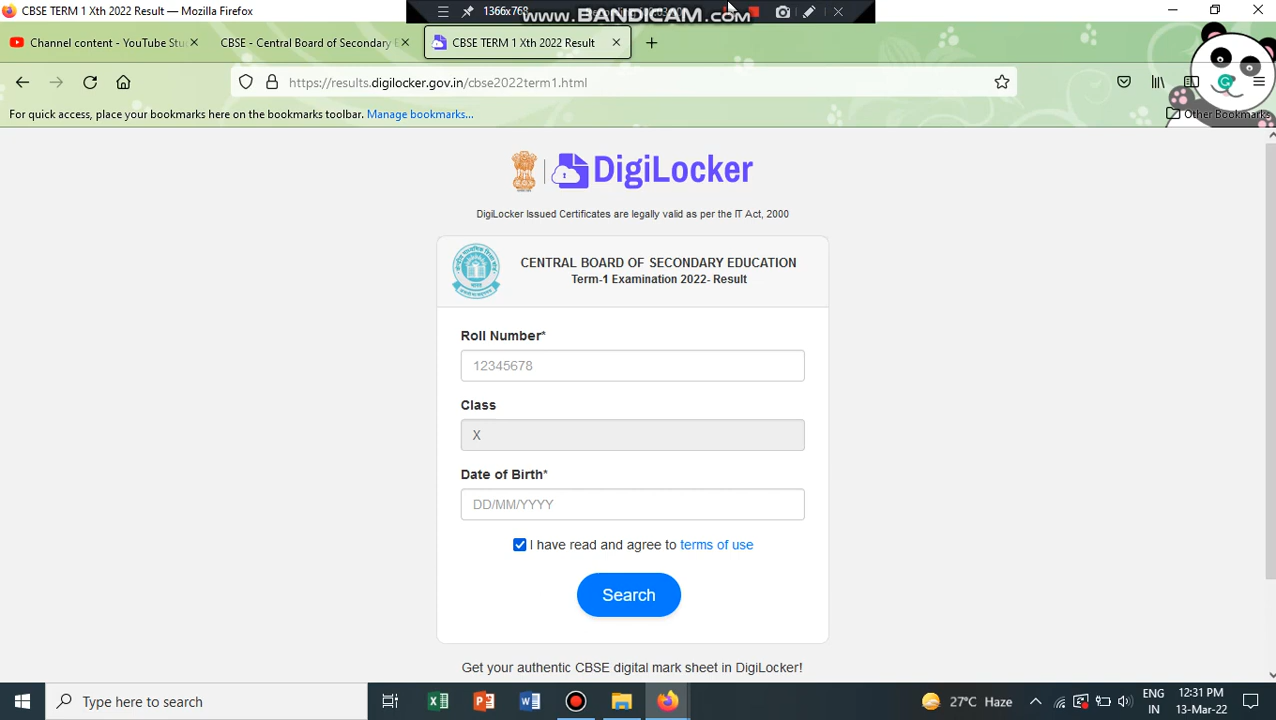 CBSE TERM 1 Xth 2022 Result — Mozilla Firefox
1366x768
www.BANDICAM.com
Channel content - YouTube Stu
CBSE - Central Board of Secondary E
CBSE TERM 1 Xth 2022 Result
https://results.digilocker.gov.in/cbse2022term1.html
For quick access, place your bookmarks here on the bookmarks toolbar. Manage bookmarks...
Other Bookmarks
DigiLocker
DigiLocker Issued Certificates are legally valid as per the IT Act, 2000
CENTRAL BOARD OF SECONDARY EDUCATION
Term-1 Examination 2022- Result
Roll Number*
12345678
Class
X
Date of Birth*
DD/MM/YYYY
I have read and agree to terms of use
Search
Get your authentic CBSE digital mark sheet in DigiLocker!
Type here to search
27°C Haze
ENG
IN
12:31 PM
13-Mar-22